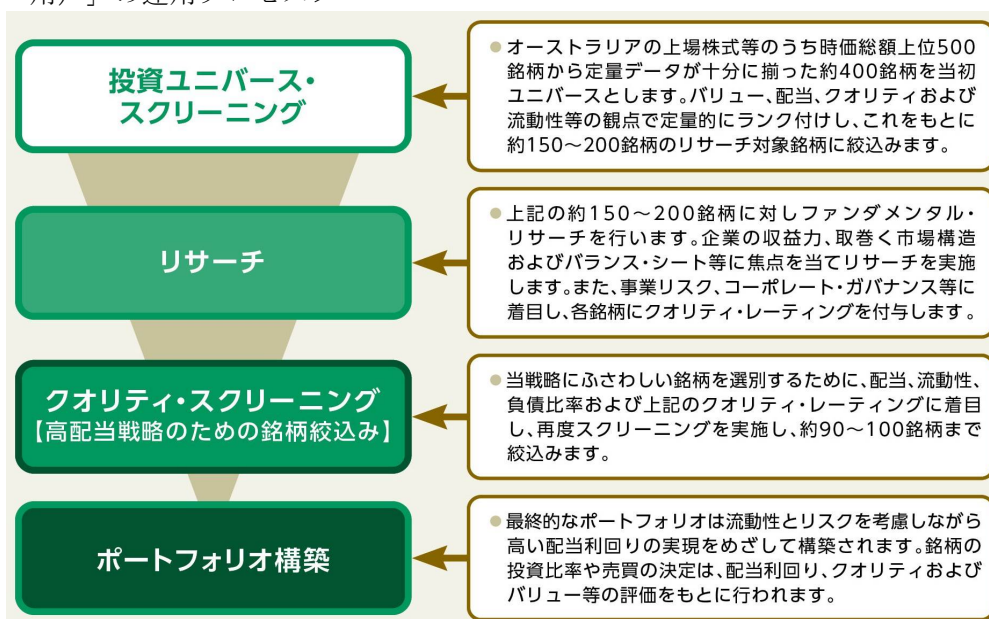 用）」の運用プロセス
投資ユニバース・
スクリーニング
●オーストラリアの上場株式等のうち時価総額上位500
銘柄から定量データが十分に揃った約400銘柄を当初
ユニバースとします。バリュー、配当、クオリティおよび
流動性等の観点で定量的にランク付けし、これをもとに
約150～200銘柄のリサーチ対象銘柄に絞込みます。
リサーチ
●上記の約150～200銘柄に対しファンダメンタル・
リサーチを行います。企業の収益力、取巻く市場構造
およびバランス・シート等に焦点を当てリサーチを実施
します。また、事業リスク、コーポレート・ガバナンス等に
着目し、各銘柄にクオリティ・レーティングを付与します。
クオリティ・スクリーニング
【高配当戦略のための銘柄絞込み】
●当戦略にふさわしい銘柄を選別するために、配当、流動性、
負債比率および上記のクオリティ・レーティングに着目
し、再度スクリーニングを実施し、約90～100銘柄まで
絞込みます。
ポートフォリオ構築
●最終的なポートフォリオは流動性とリスクを考慮しながら
高い配当利回りの実現をめざして構築されます。銘柄の
投資比率や売買の決定は、配当利回り、クオリティおよび
バリュー等の評価をもとに行われます。